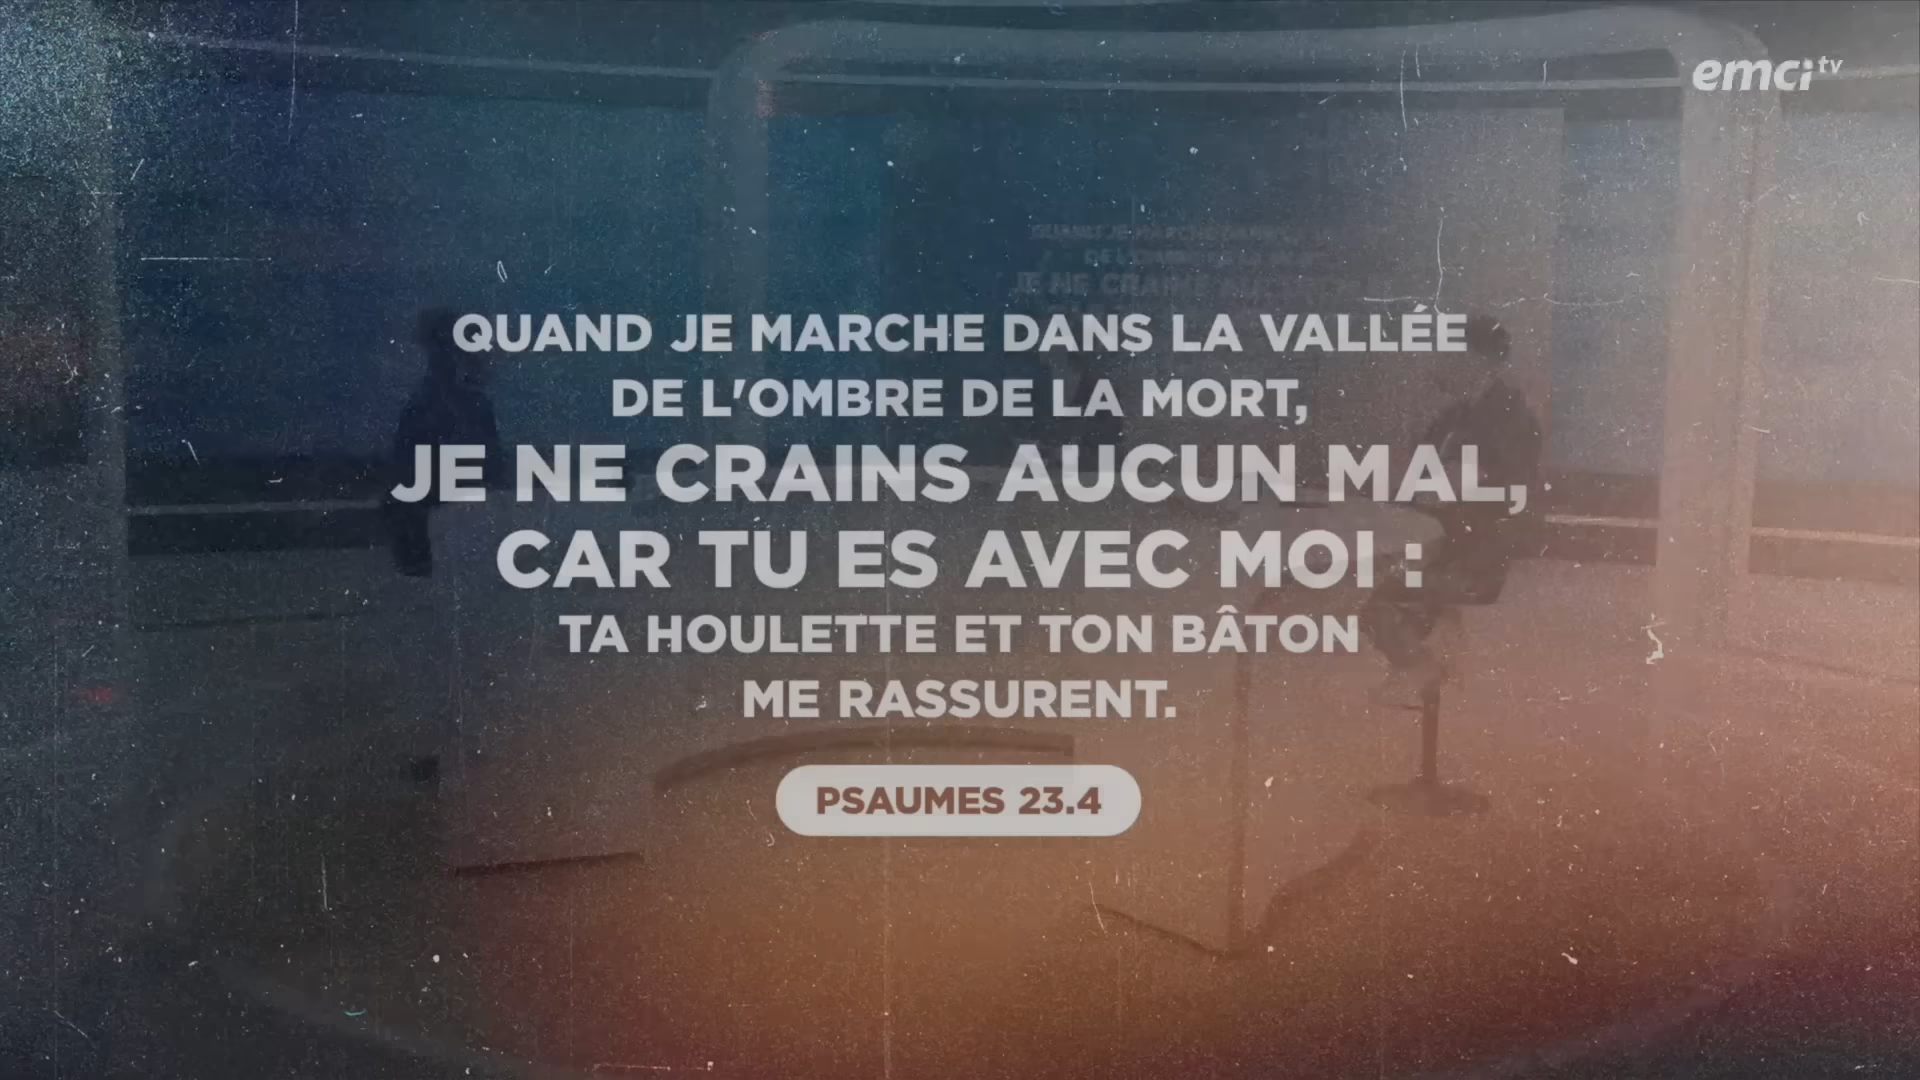 emci tv
QUAND JE MARCHE DANS LA VALLÉE
DE L'OMBRE DE LA MORT,
JE NE CRAINS AUCUN MAL,
CAR TU ES AVEC MOI :
TA HOULETTE ET TON BÂTON
ME RASSURENT.
PSAUMES 23.4